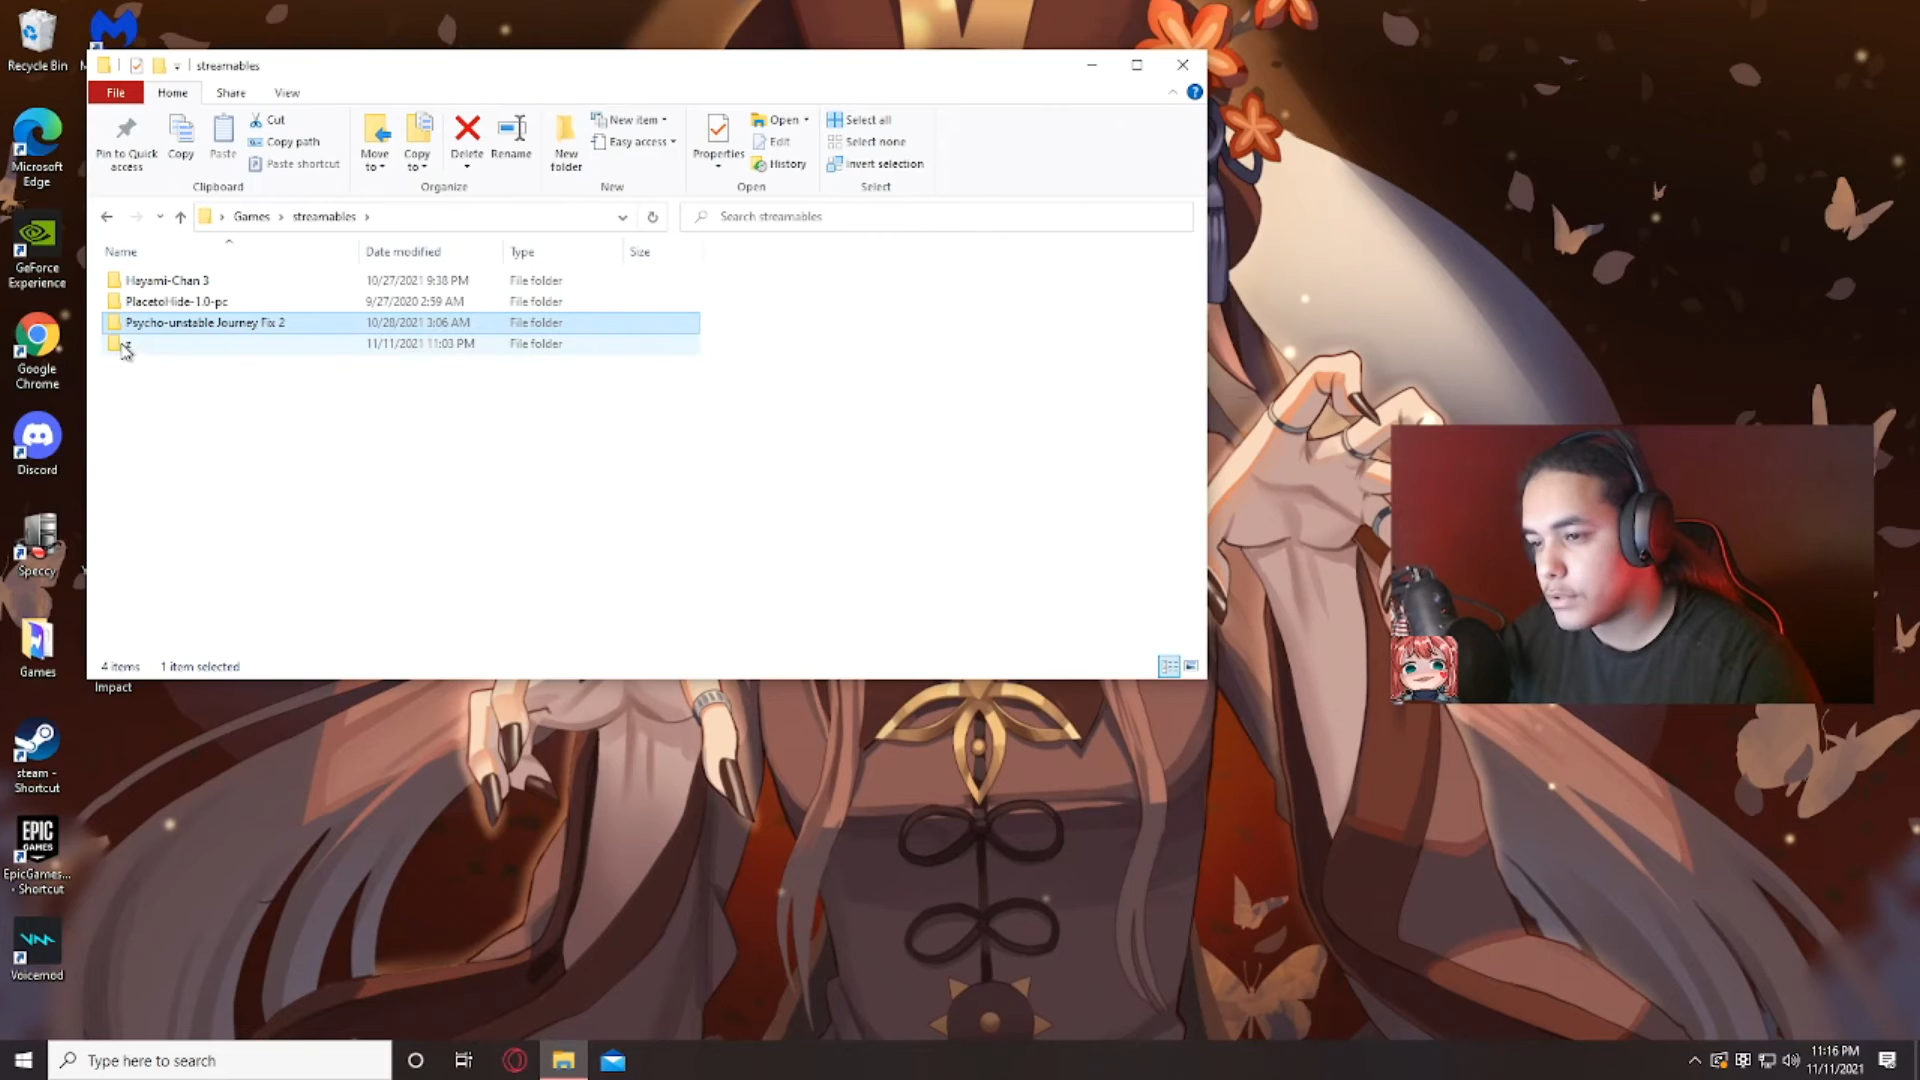 Recycle Bin
streamables
File Home Share View
Pin to Quick access
Copy
Paste
Cut
Copy path
Paste shortcut
Move to
Copy to
Delete
Rename
New folder
New item
Easy access
Properties
Open
Edit
History
Select all
Select none
Invert selection
Clipboard Organize New Open Select
Games > streamables >
Search streamables
Name Date modified Type Size
Hayami-Chan 3 10/27/2021 9:38 PM File folder
PlacetoHide-1.0-pc 9/27/2020 2:59 AM File folder
Psycho-unstable Journey Fix 2 10/28/2021 3:06 AM File folder
z 11/11/2021 11:03 PM File folder
4 items 1 item selected
Microsoft
Edge
GeForce
Experience
Google
Chrome
Discord
Speccy
Games
Impact
steam -
Shortcut
EPIC
GAMES
EpicGames...
- Shortcut
Voicemod
Type here to search
11:16 PM
11/11/2021